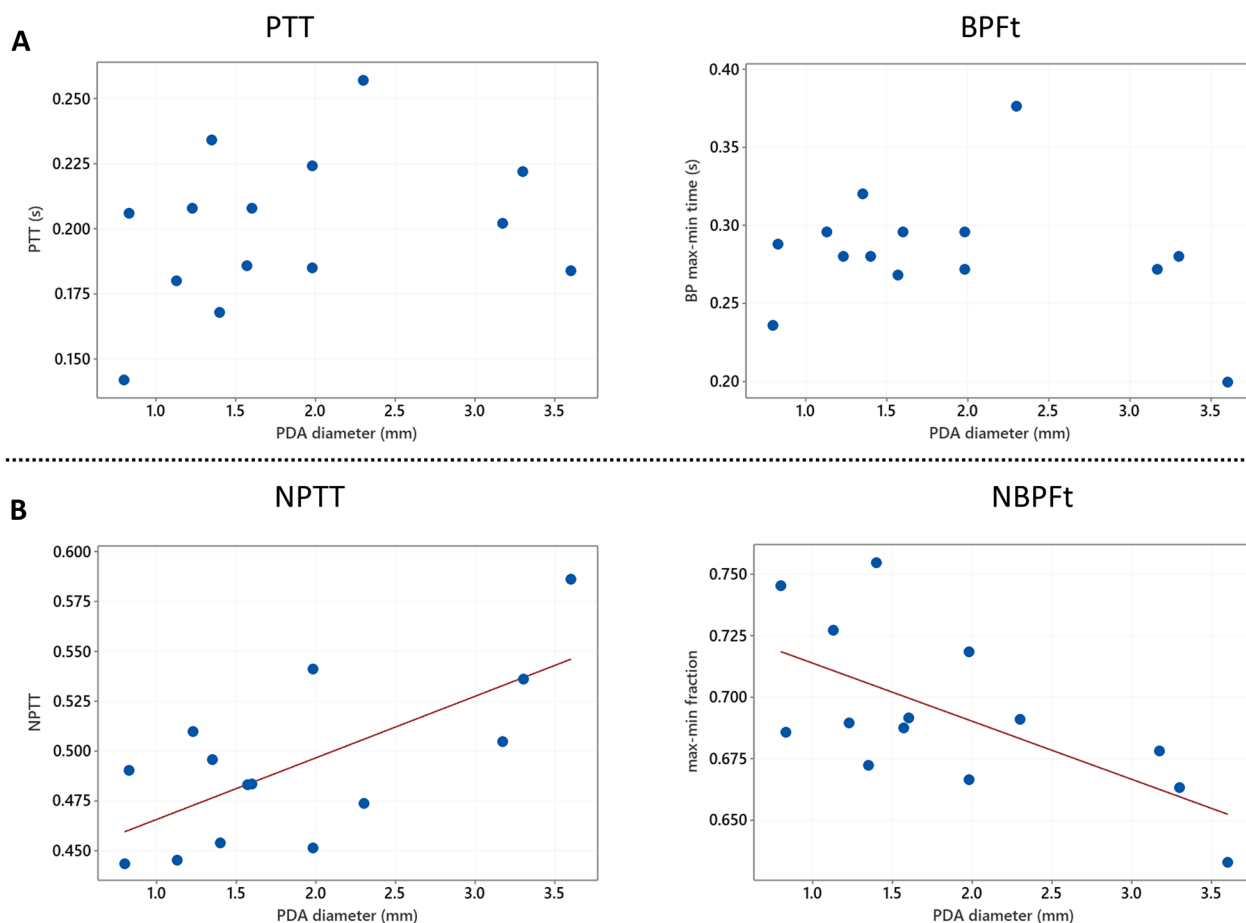 A
PTT
BPFt
0.250
0.225
0.200
0.175
0.150
PTT (s)
1.0 1.5 2.0 2.5 3.0 3.5
PDA diameter (mm)
0.40
0.35
0.30
0.25
0.20
BP max-min time (s)
1.0 1.5 2.0 2.5 3.0 3.5
PDA diameter (mm)
B
NPTT
NBPFt
0.600
0.575
0.550
0.525
0.500
0.475
0.450
NPTT
1.0 1.5 2.0 2.5 3.0 3.5
PDA diameter (mm)
0.750
0.725
0.700
0.675
0.650
max-min fraction
1.0 1.5 2.0 2.5 3.0 3.5
PDA diameter (mm)